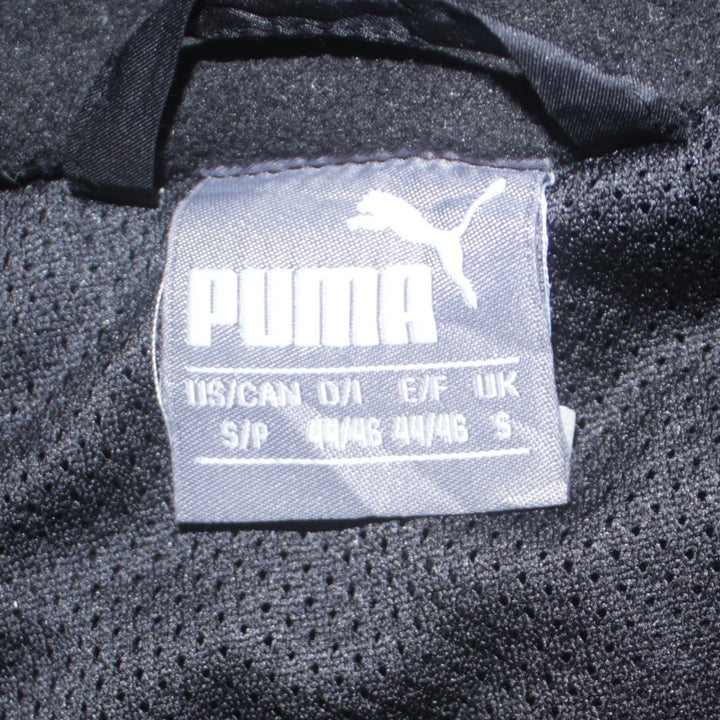 PUMA
US/CAN D/I E/F UK
S/P 44/46 44/46 S